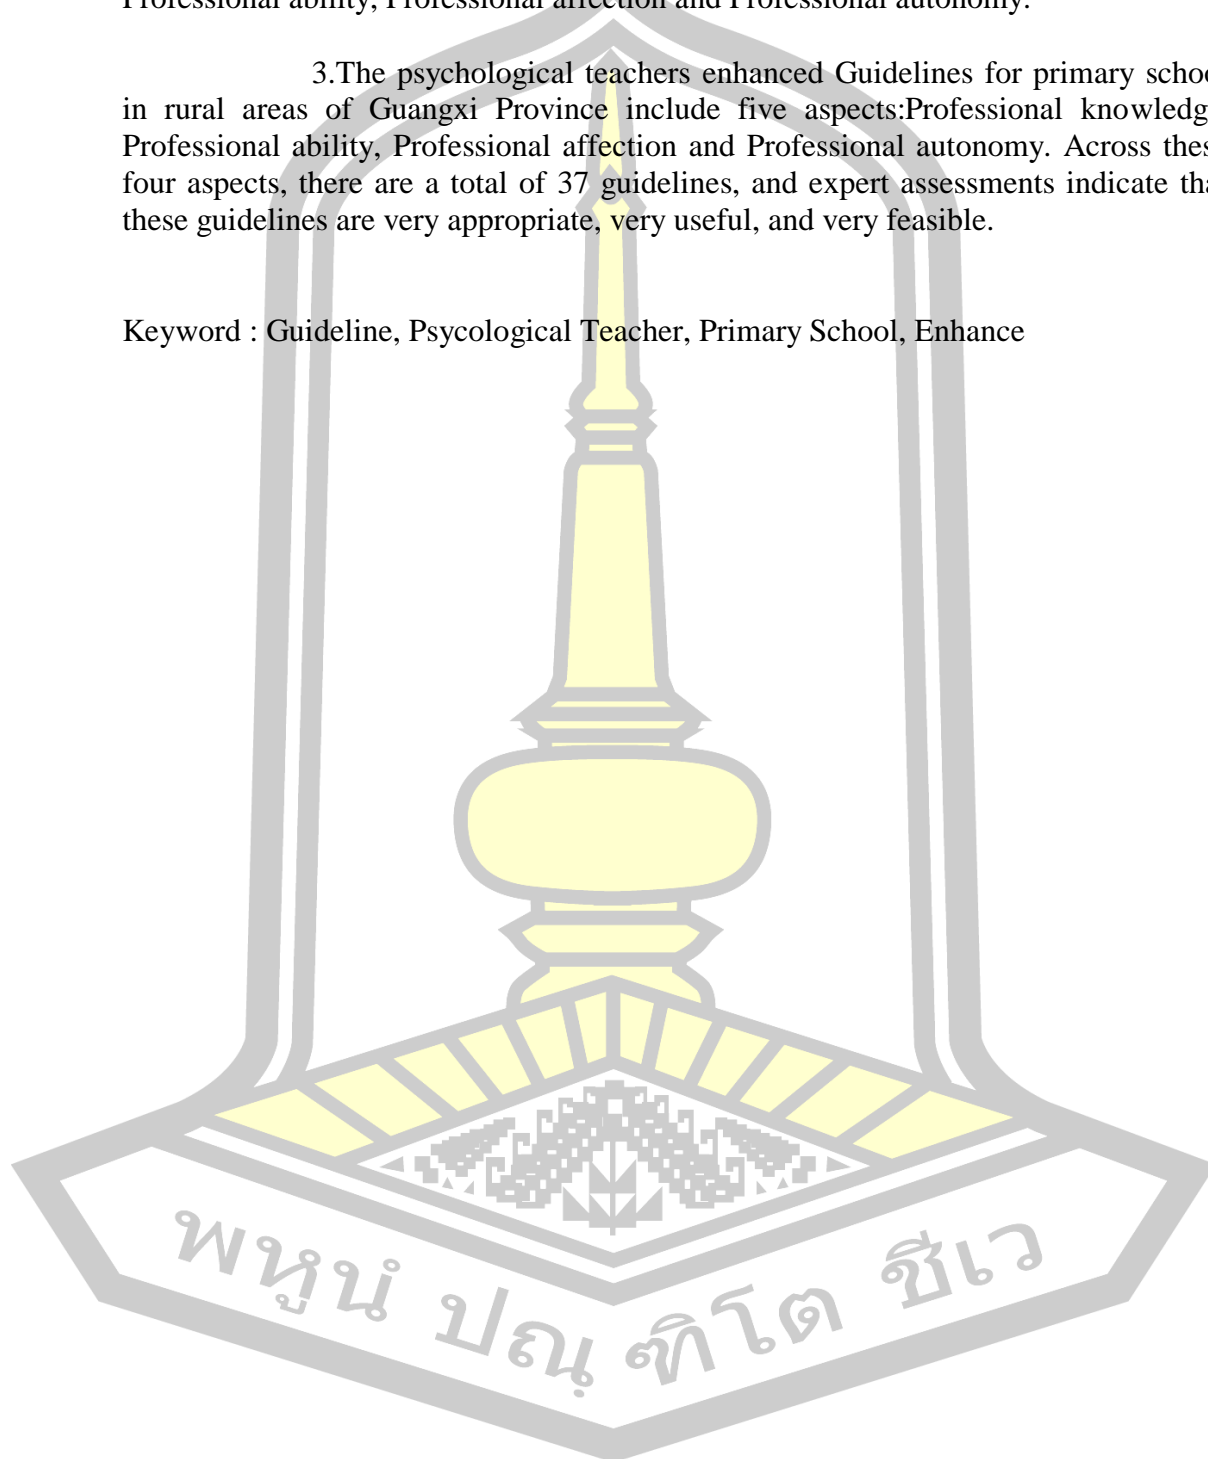 Professional ability, Professional affection and Professional autonomy.
3.The psychological teachers enhanced Guidelines for primary schoo
in rural areas of Guangxi Province include five aspects:Professional knowledg
Professional ability, Professional affection and Professional autonomy. Across thes
four aspects, there are a total of 37 guidelines, and expert assessments indicate tha
these guidelines are very appropriate, very useful, and very feasible.
Keyword : Guideline, Psycological Teacher, Primary School, Enhance
พหูนํ ปณฺฑิโต ชีเว